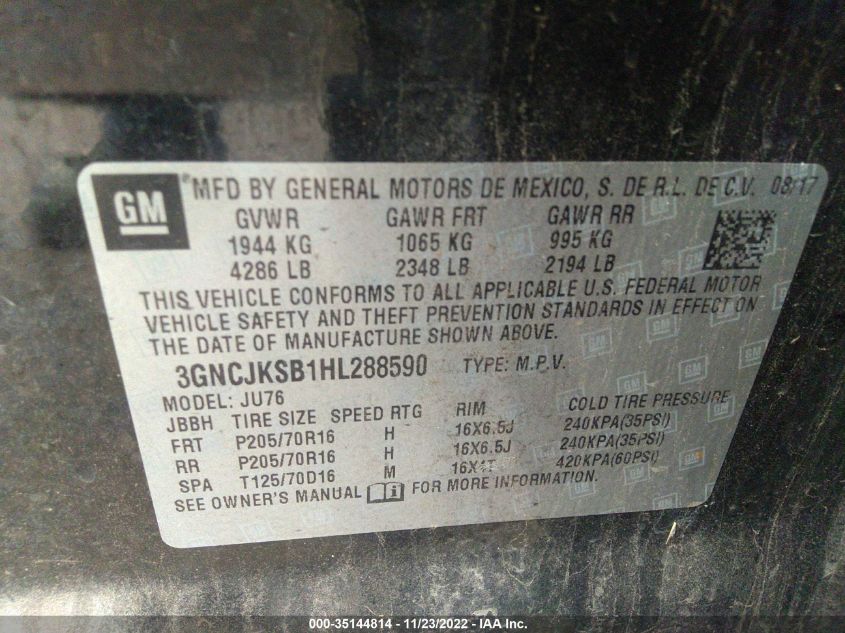 GM
MFD BY GENERAL MOTORS DE MEXICO, S. DE R.L. DE C.V. 08/17
GVWR GAWR FRT GAWR RR
1944 KG 1065 KG 995 KG
4286 LB 2348 LB 2194 LB
THIS VEHICLE CONFORMS TO ALL APPLICABLE U.S. FEDERAL MOTOR
VEHICLE SAFETY AND THEFT PREVENTION STANDARDS IN EFFECT ON
THE DATE OF MANUFACTURE SHOWN ABOVE.
3GNCJKSB1HL288590 TYPE: M.P.V.
MODEL: JU76
JBBH TIRE SIZE SPEED RTG RIM COLD TIRE PRESSURE
FRT P205/70R16 H 16X6.5J 240KPA(35PSI)
RR P205/70R16 H 16X6.5J 240KPA(35PSI)
SPA T125/70D16 M 420KPA(60PSI)
SEE OWNER'S MANUAL FOR MORE INFORMATION.
000-35144814 - 11/23/2022 - IAA Inc.